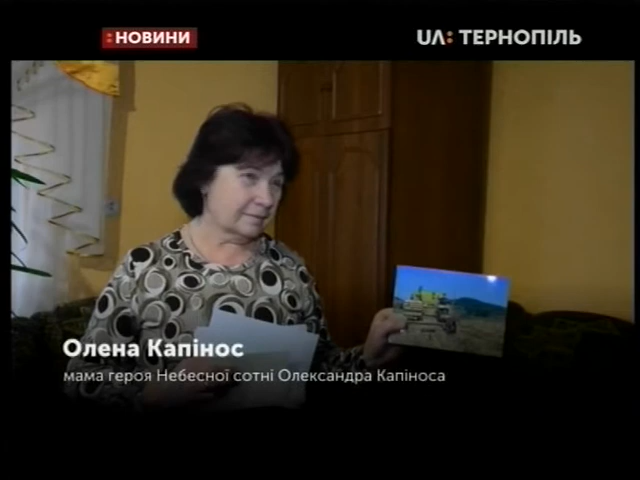 :НОВИНИ
UA: ТЕРНОПІЛЬ
Олена Капінос
мама героя Небесної сотні Олександра Капіноса